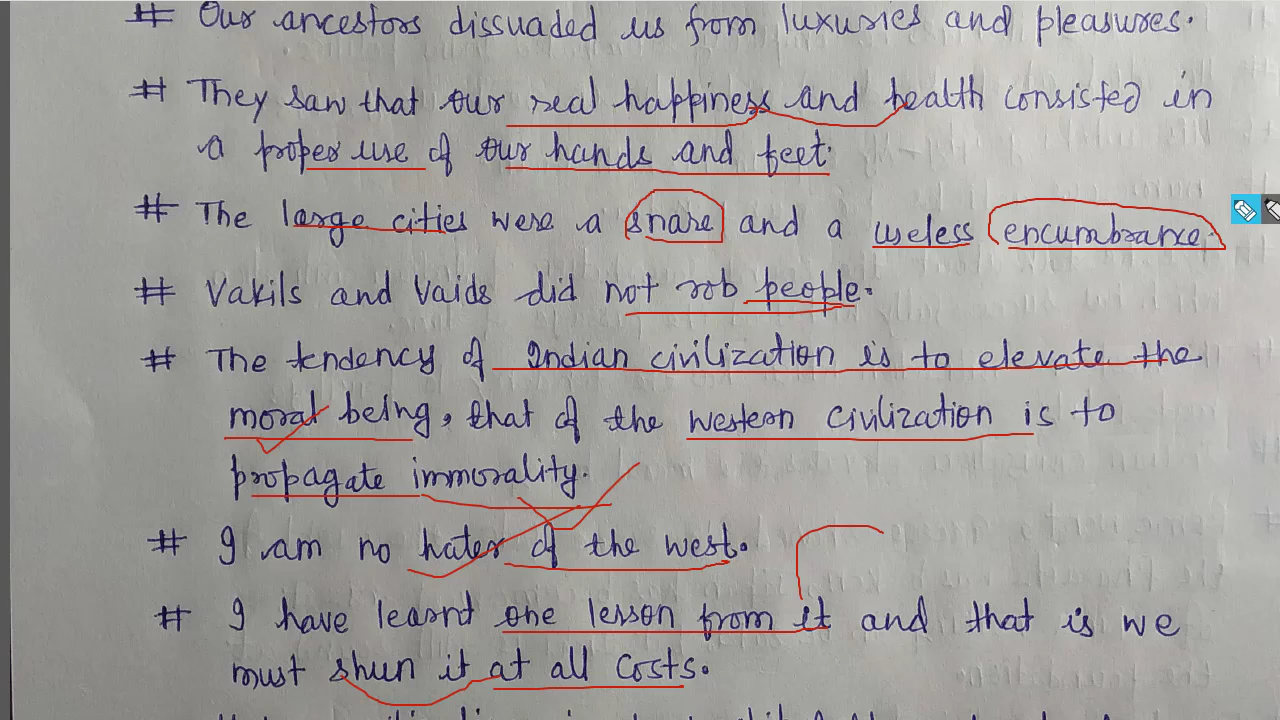 # Our ancestors dissuaded us from luxuries and pleasures.
# They saw that our real happiness and health consisted in
a proper use of our hands and feet.
# The large cities were a snare and a useless encumbrance.
# Vakils and Vaids did not rob people.
# The tendency of Indian civilization is to elevate the
moral being, that of the western civilization is to
propagate immorality.
# I am no hater of the west.
# I have learnt one lesson from it and that is we
must shun it at all costs.